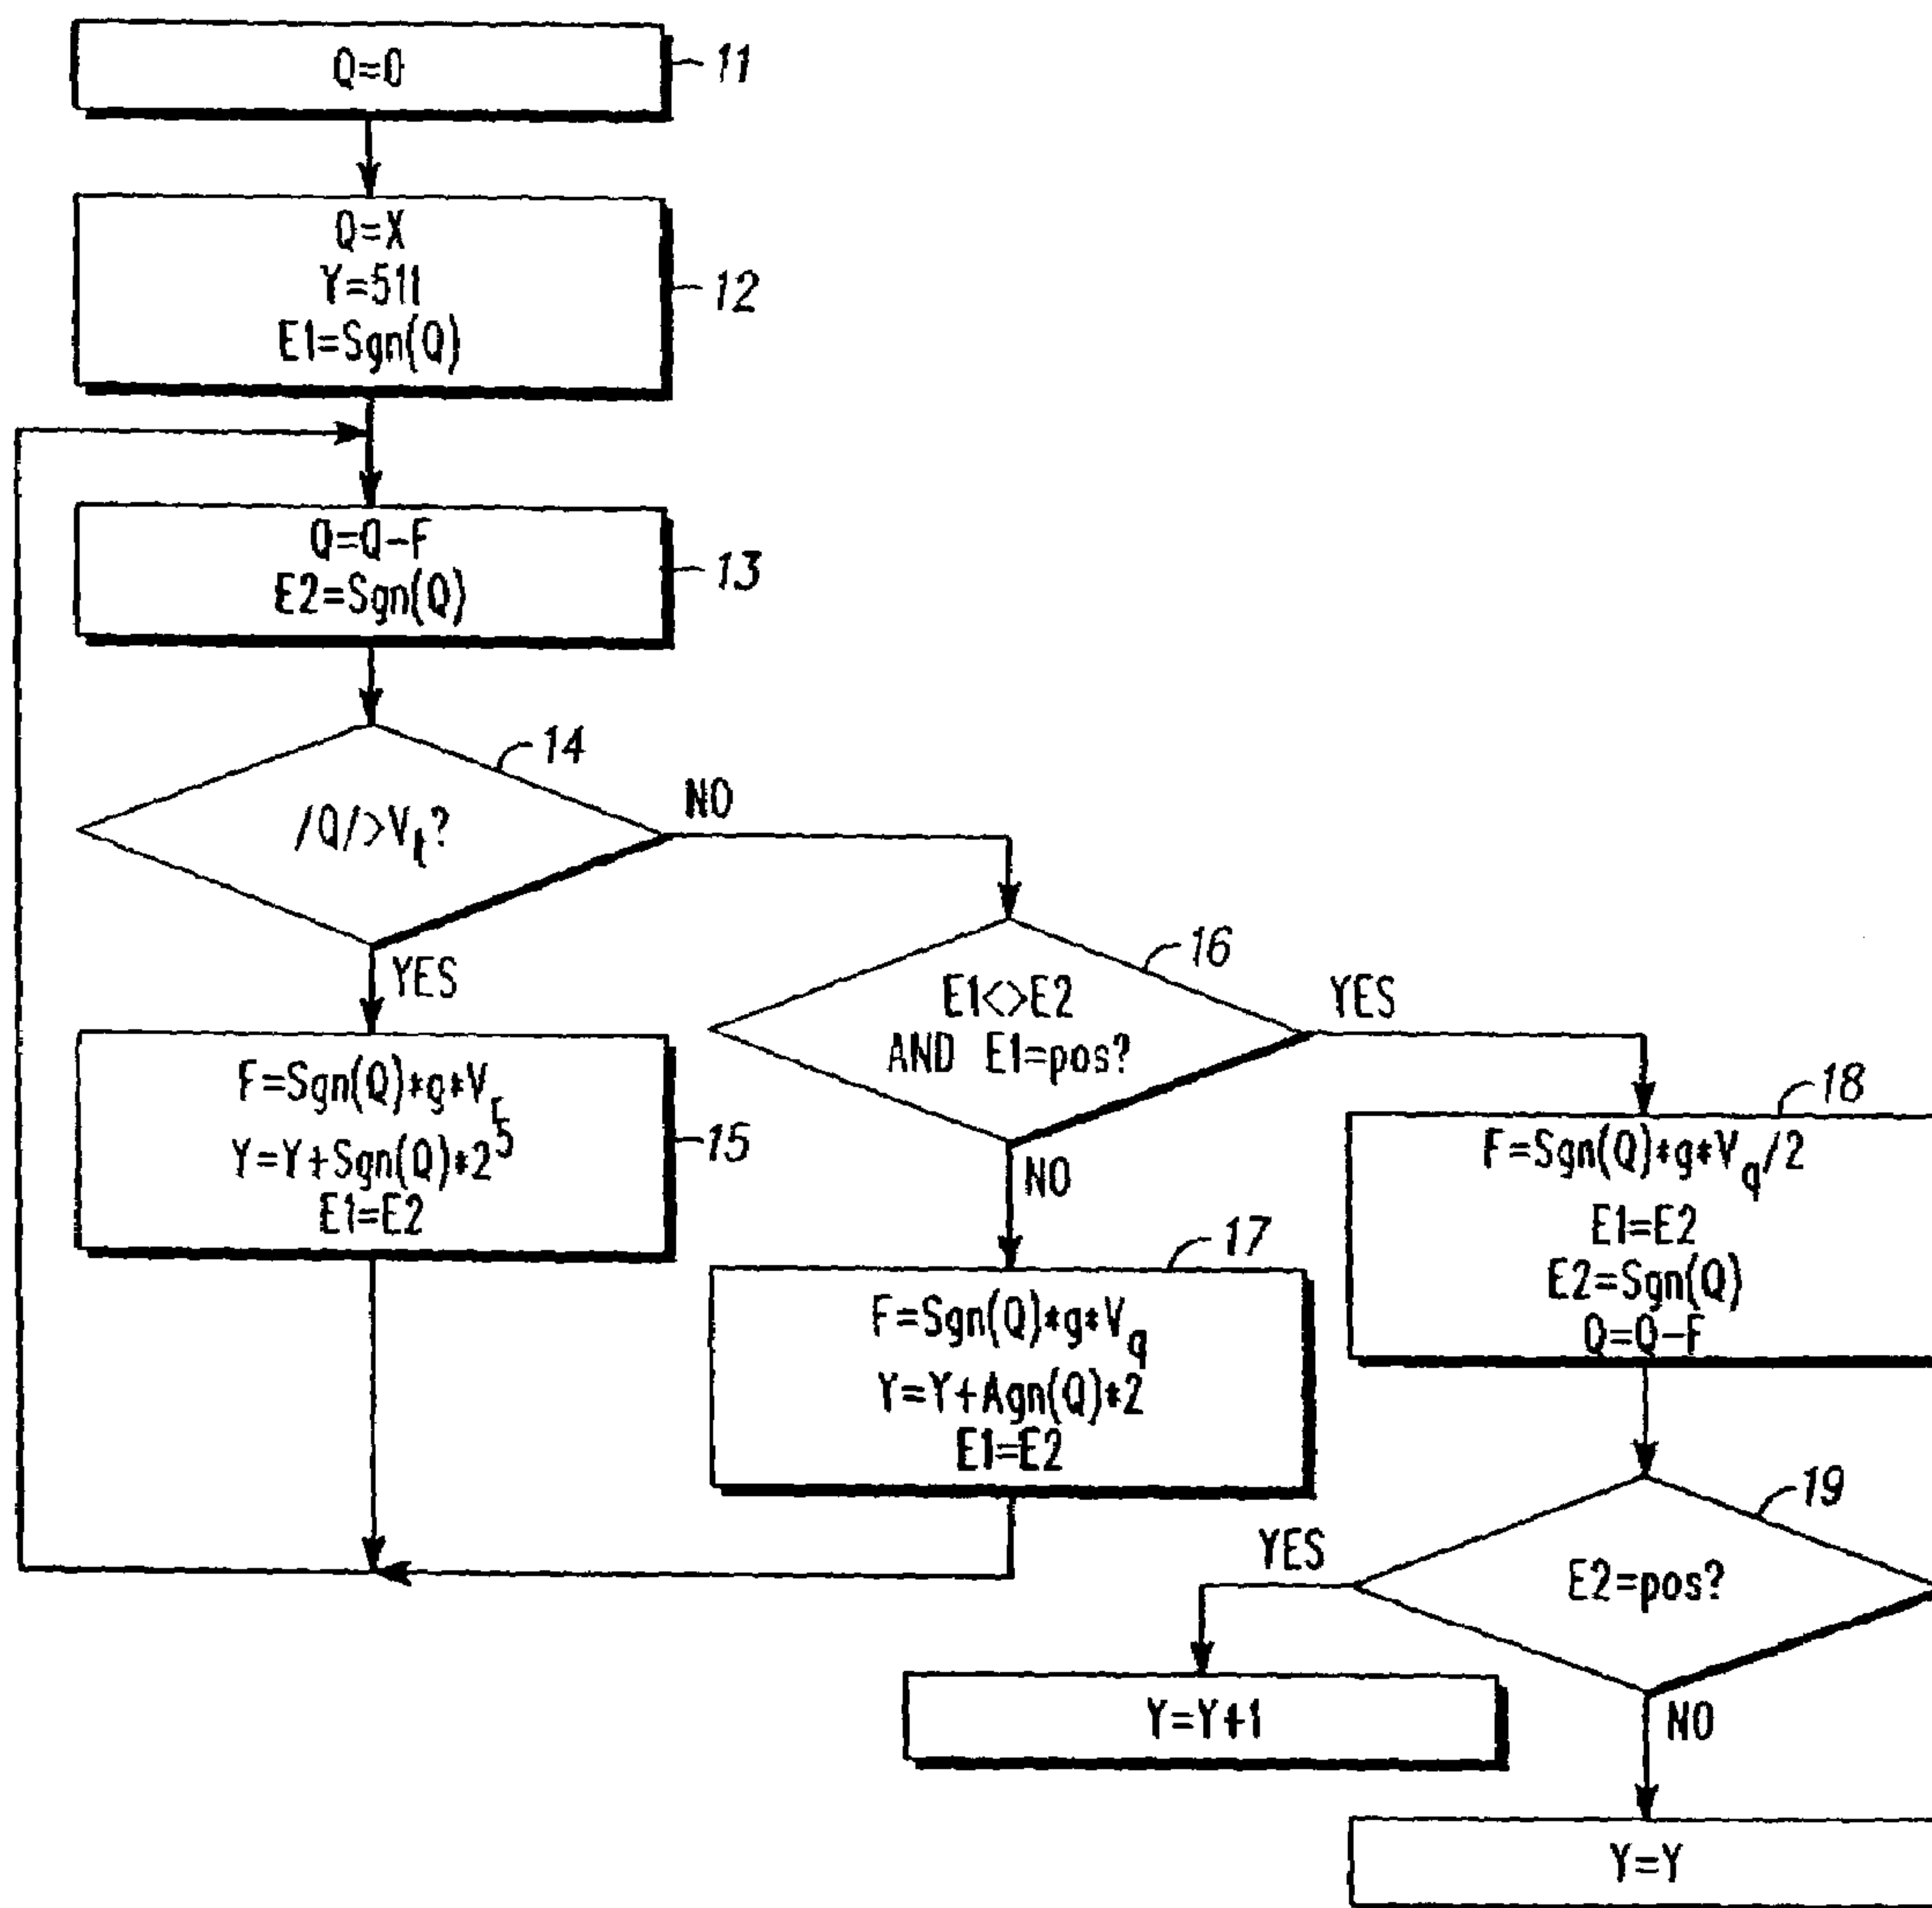 Q=0
11
Q=X
Y=511
E1=Sgn(Q)
12
Q=Q-F
E2=Sgn(Q)
13
14
/Q/>Vt?
NO
YES
F=Sgn(Q)*g*VE
Y=Y+Sgn(Q)*2^5
E1=E2
15
16
E1<>E2
AND E1=pos?
YES
NO
17
F=Sgn(Q)*g*Vq
Y=Y+Agn(Q)*2
E1=E2
18
F=Sgn(Q)*g*Vq/2
E1=E2
E2=Sgn(Q)
Q=Q-F
19
E2=pos?
YES
NO
Y=Y+1
Y=Y